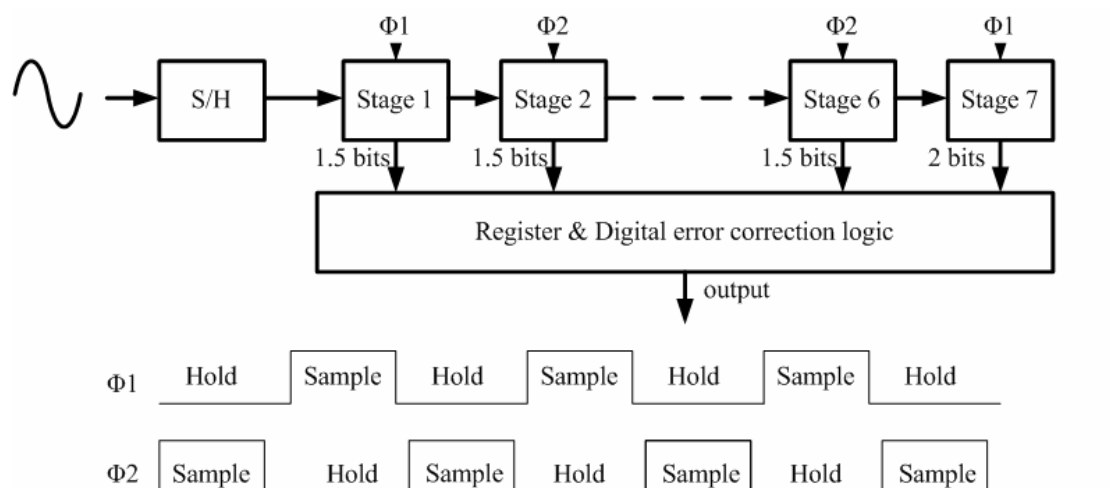 Φ1 Φ2 Φ2 Φ1
S/H Stage 1 Stage 2 Stage 6 Stage 7
1.5 bits 1.5 bits 1.5 bits 2 bits
Register & Digital error correction logic
output
Φ1 Hold Sample Hold Sample Hold Sample Hold
Φ2 Sample Hold Sample Hold Sample Hold Sample